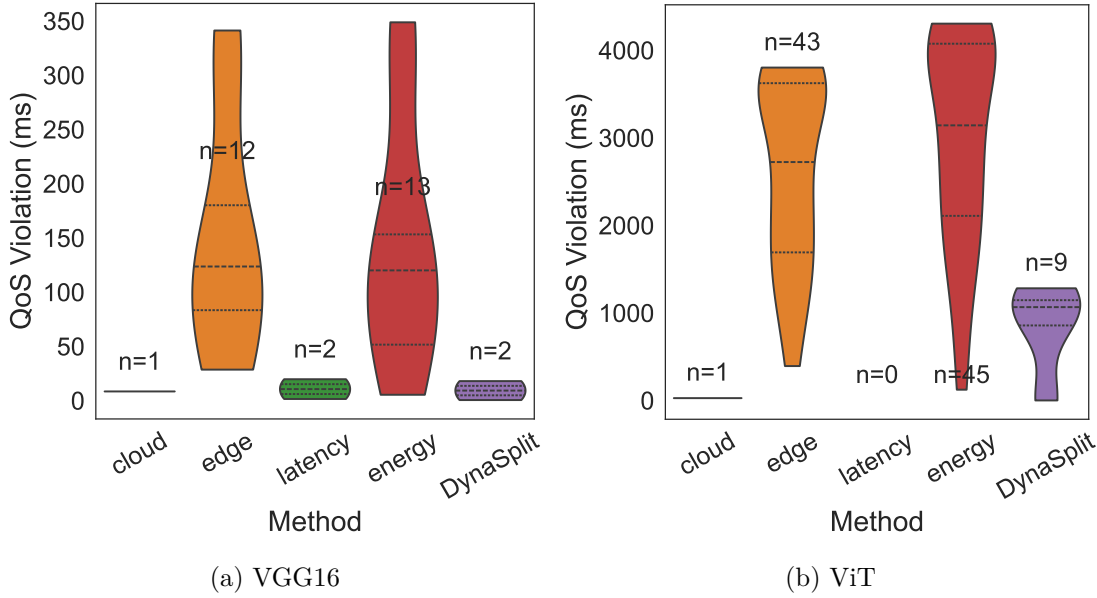 QoS Violation (ms)
350
300
250
200
150
100
50
0
n=1
n=12
n=2
n=13
n=2
cloud
edge
latency
energy
DynaSplit
Method
(a) VGG16
QoS Violation (ms)
4000
3000
2000
1000
0
n=1
n=43
n=0
n=45
n=9
cloud
edge
latency
energy
DynaSplit
Method
(b) ViT